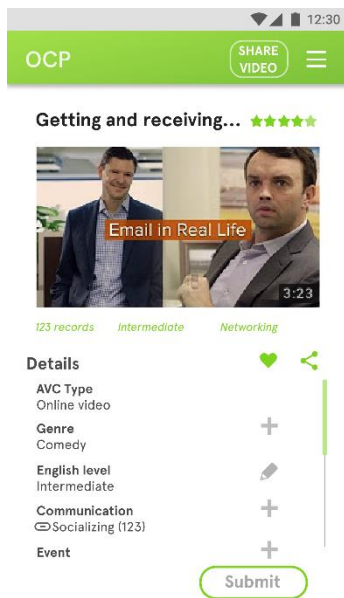 12:30
OCP
SHARE
VIDEO
Getting and receiving...
Email in Real Life
3:23
123 records Intermediate Networking
Details
AVC Type
Online video
Genre
Comedy
English level
Intermediate
Communication
Socializing (123)
Event
Submit